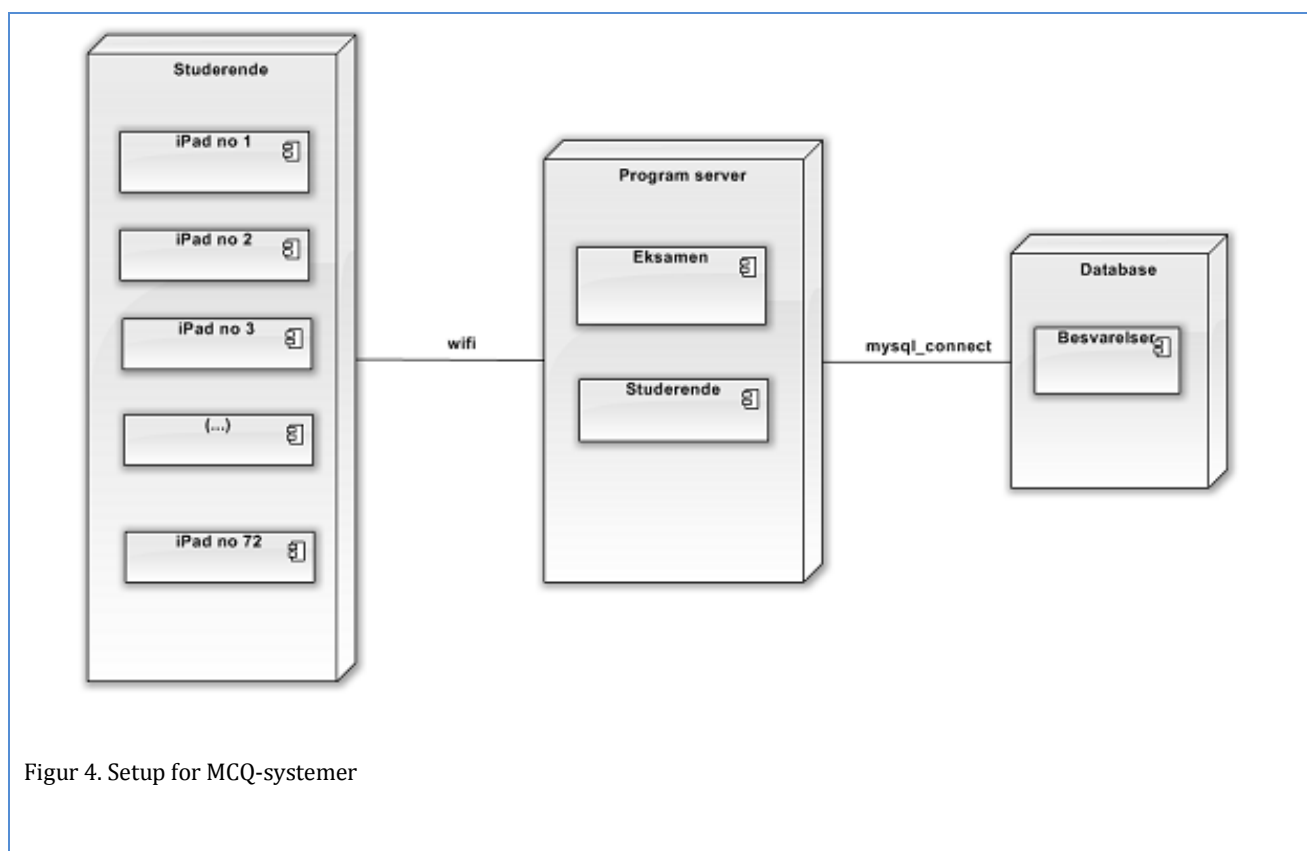 Studerende
iPad no 1
iPad no 2
iPad no 3
(...)
iPad no 72
wifi
Program server
Eksamen
Studerende
mysql_connect
Database
Besvarelser
Figur 4. Setup for MCQ-systemer